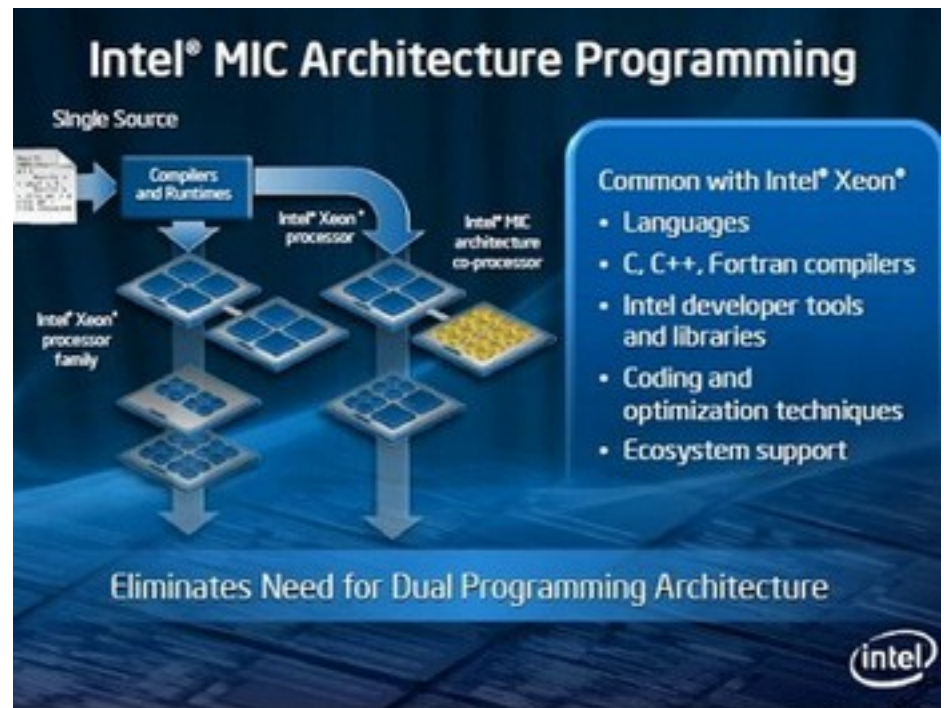 Intel® MIC Architecture Programming
Single Source
Compilers
and Runtimes
Intel® Xeon®
processor
Intel® MIC
architecture
co-processor
Intel® Xeon®
processor
family
Common with Intel® Xeon®
• Languages
• C, C++, Fortran compilers
• Intel developer tools
and libraries
• Coding and
optimization techniques
• Ecosystem support
Eliminates Need for Dual Programming Architecture
intel